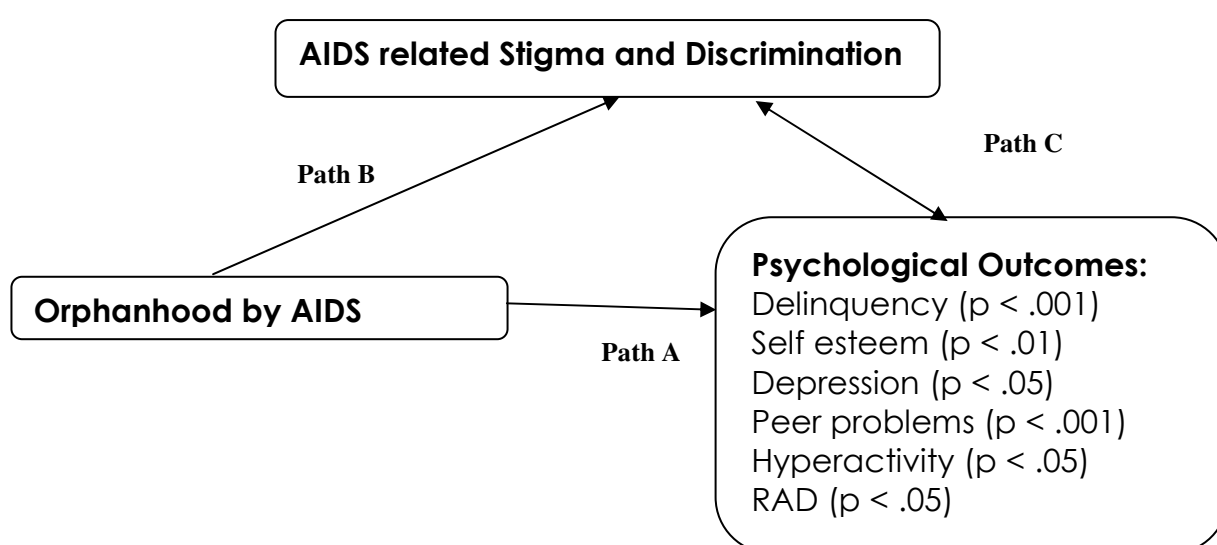 AIDS related Stigma and Discrimination
Path C
Path B
Orphanhood by AIDS
Path A
Psychological Outcomes:
Delinquency (p < .001)
Self esteem (p < .01)
Depression (p < .05)
Peer problems (p < .001)
Hyperactivity (p < .05)
RAD (p < .05)